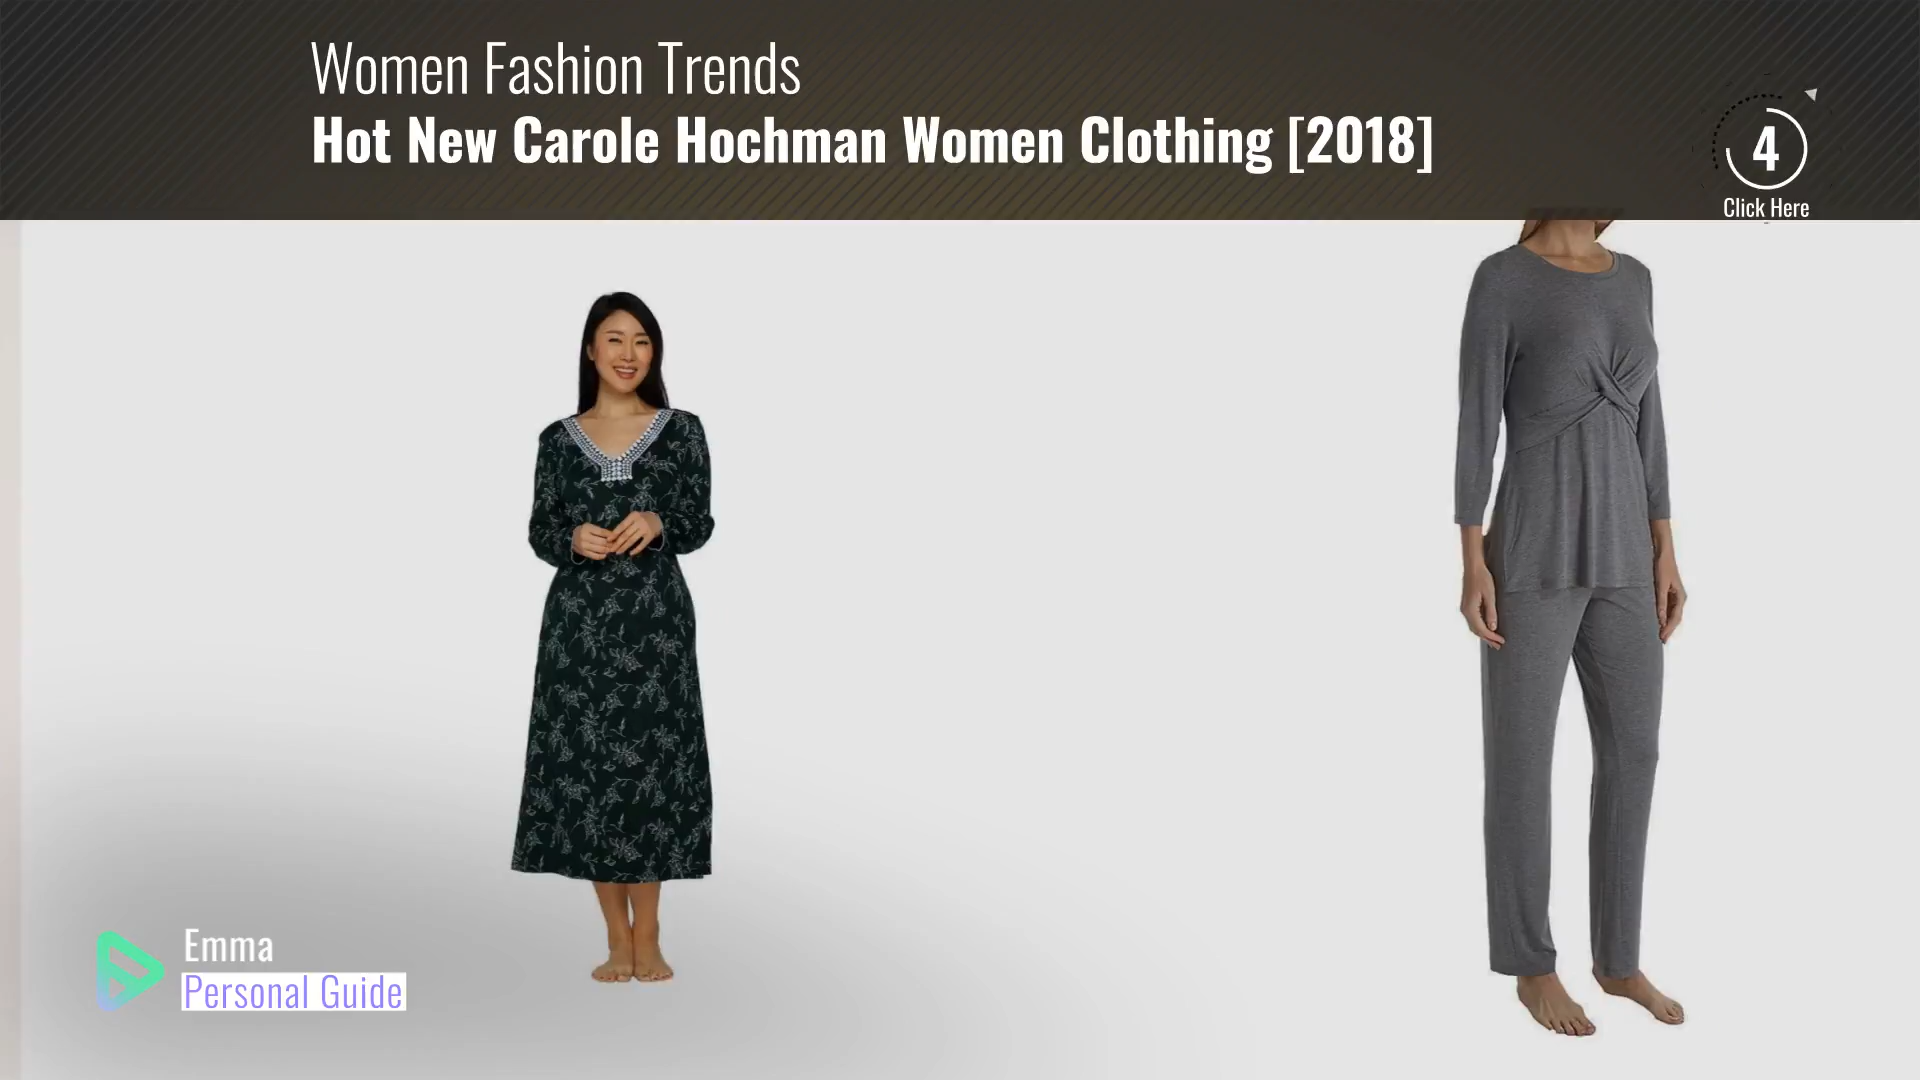 Women Fashion Trends
Hot New Carole Hochman Women Clothing [2018]
4
Click Here
Emma
Personal Guide